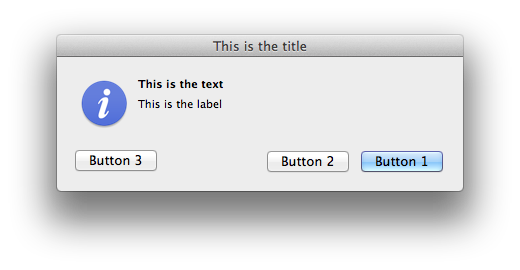 This is the title
This is the text
This is the label
Button 3
Button 2
Button 1